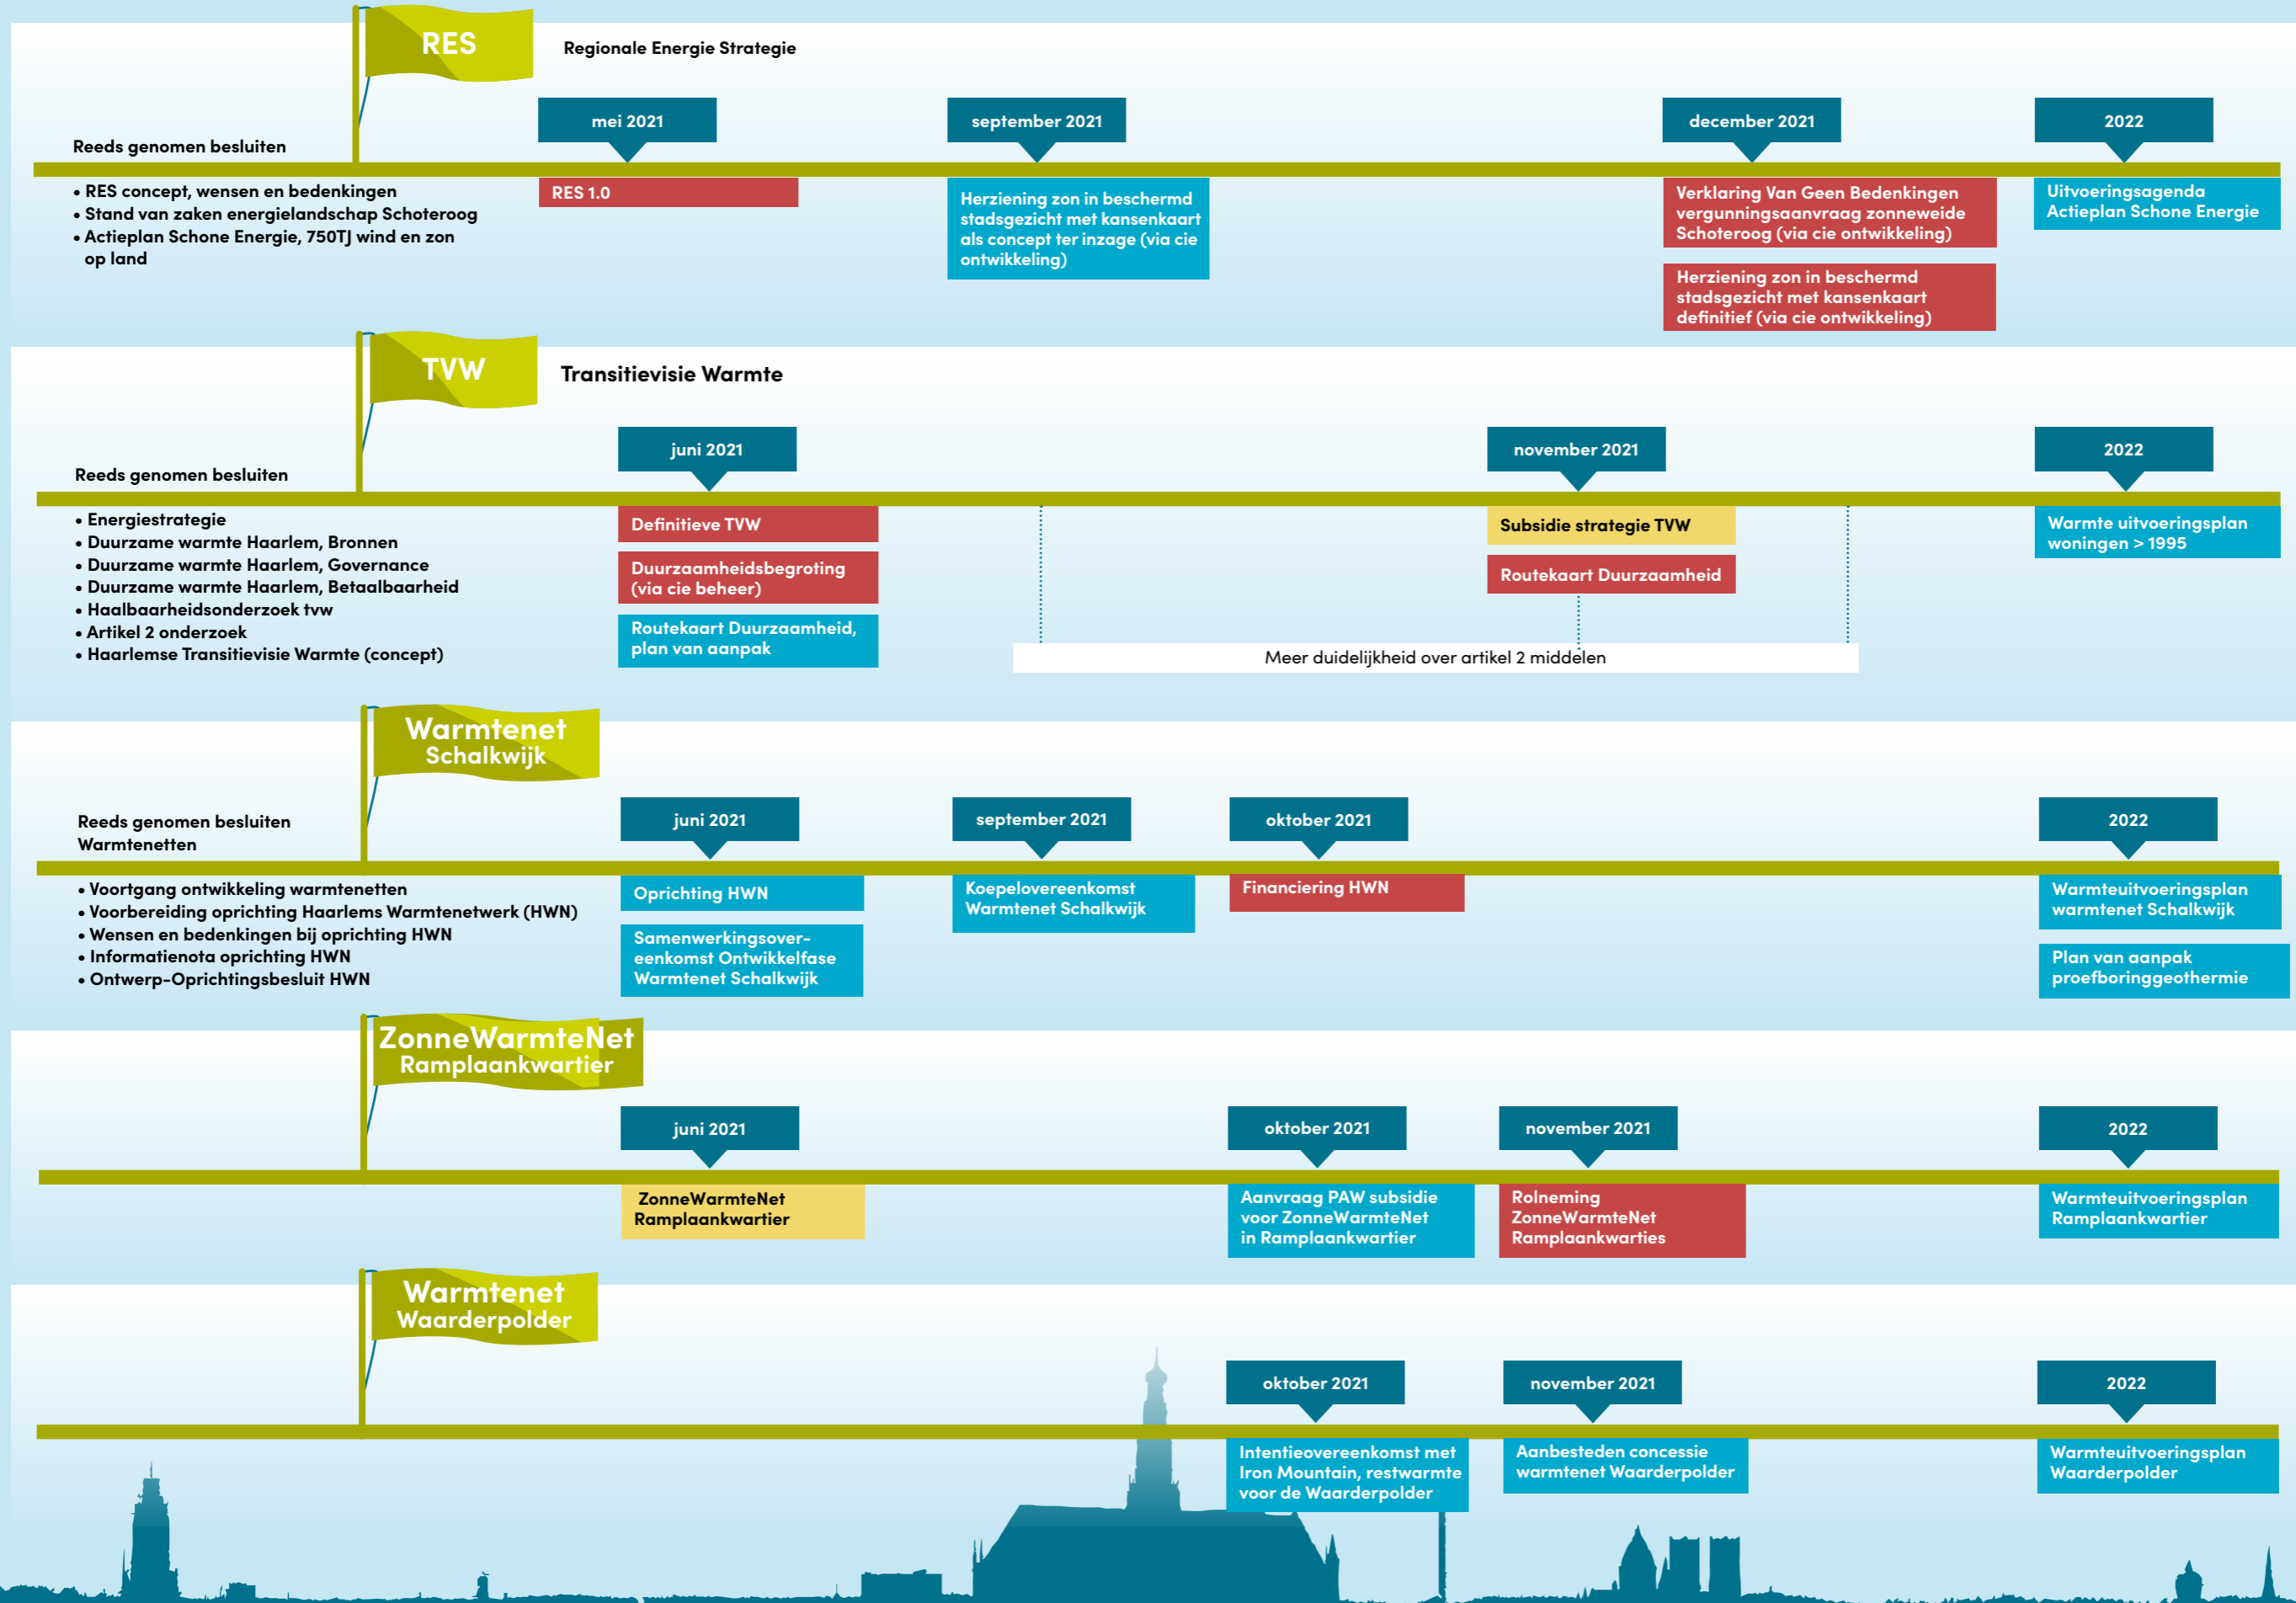 RES
Regionale Energie Strategie
mei 2021
september 2021
december 2021
2022
Reeds genomen besluiten
• RES concept, wensen en bedenkingen
• Stand van zaken energielandschap Schoteroog
• Actieplan Schone Energie, 750TJ wind en zon
op land
RES 1.0
Herziening zon in beschermd
stadsgezicht met kansenkaart
als concept ter inzage (via cie
ontwikkeling)
Verklaring Van Geen Bedenkingen
vergunningsaanvraag zonneweide
Schoteroog (via cie ontwikkeling)
Herziening zon in beschermd
stadsgezicht met kansenkaart
definitief (via cie ontwikkeling)
Uitvoeringsagenda
Actieplan Schone Energie
TVW
Transitievisie Warmte
juni 2021
november 2021
2022
Reeds genomen besluiten
• Energiestrategie
• Duurzame warmte Haarlem, Bronnen
• Duurzame warmte Haarlem, Governance
• Duurzame warmte Haarlem, Betaalbaarheid
• Haalbaarheidsonderzoek tvw
• Artikel 2 onderzoek
• Haarlemse Transitievisie Warmte (concept)
Definitieve TVW
Duurzaamheidsbegroting
(via cie beheer)
Routekaart Duurzaamheid,
plan van aanpak
Subsidie strategie TVW
Routekaart Duurzaamheid
Meer duidelijkheid over artikel 2 middelen
Warmte uitvoeringsplan
woningen > 1995
Warmtenet
Schalkwijk
juni 2021
september 2021
oktober 2021
2022
Reeds genomen besluiten
Warmtenetten
• Voortgang ontwikkeling warmtenetten
• Voorbereiding oprichting Haarlems Warmtenetwerk (HWN)
• Wensen en bedenkingen bij oprichting HWN
• Informatienota oprichting HWN
• Ontwerp-Oprichtingsbesluit HWN
Oprichting HWN
Samenwerkingsover-
eenkomst Ontwikkelfase
Warmtenet Schalkwijk
Koepelovereenkomst
Warmtenet Schalkwijk
Financiering HWN
Warmteuitvoeringsplan
warmtenet Schalkwijk
Plan van aanpak
proefboringgeothermie
ZonneWarmteNet
Ramplaankwartier
juni 2021
oktober 2021
november 2021
2022
ZonneWarmteNet
Ramplaankwartier
Aanvraag PAW subsidie
voor ZonneWarmteNet
in Ramplaankwartier
Rolneming
ZonneWarmteNet
Ramplaankwarties
Warmteuitvoeringsplan
Ramplaankwartier
Warmtenet
Waarderpolder
oktober 2021
november 2021
2022
Intentieovereenkomst met
Iron Mountain, restwarmte
voor de Waarderpolder
Aanbesteden concessie
warmtenet Waarderpolder
Warmteuitvoeringsplan
Waarderpolder